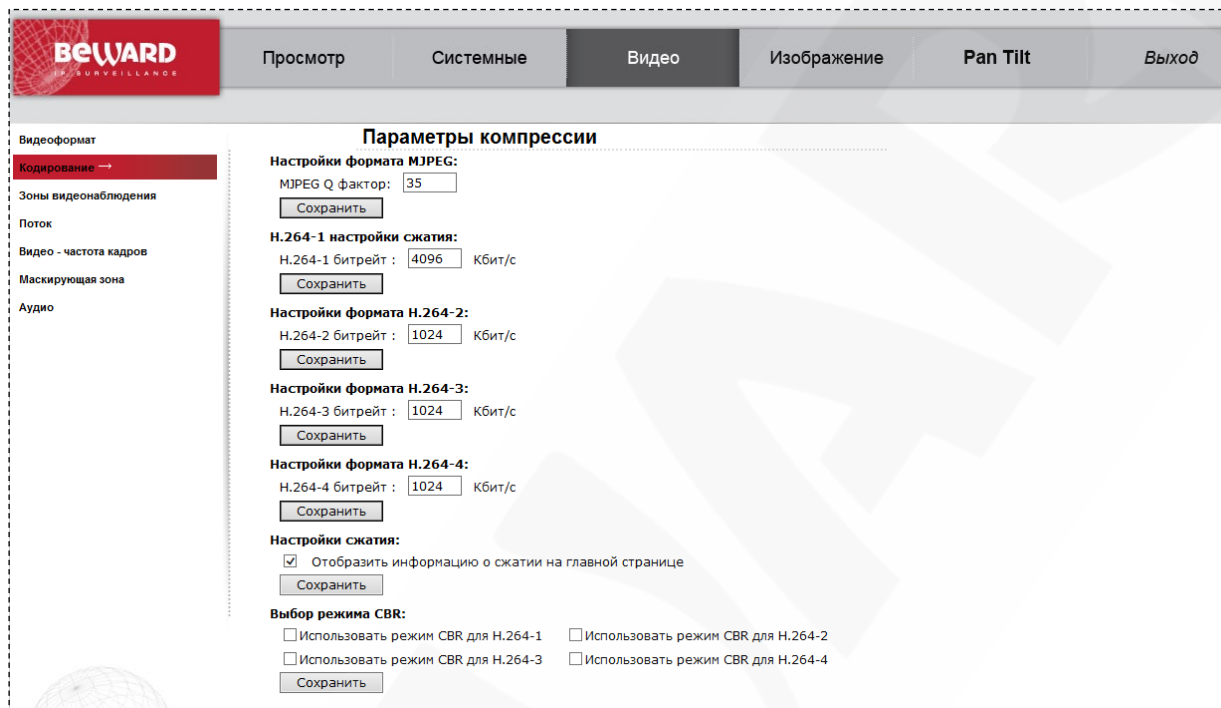 BEWARD
IP SURVEILLANCE
Просмотр Системные Видео Изображение Pan Tilt Выход
Видеоформат
Кодирование →
Зоны видеонаблюдения
Поток
Видео - частота кадров
Маскирующая зона
Аудио
Параметры компрессии
Настройки формата MJPEG:
MJPEG Q фактор: 35
Сохранить
H.264-1 настройки сжатия:
H.264-1 битрейт : 4096 Кбит/с
Сохранить
Настройки формата H.264-2:
H.264-2 битрейт : 1024 Кбит/с
Сохранить
Настройки формата H.264-3:
H.264-3 битрейт : 1024 Кбит/с
Сохранить
Настройки формата H.264-4:
H.264-4 битрейт : 1024 Кбит/с
Сохранить
Настройки сжатия:
Отобразить информацию о сжатии на главной странице
Сохранить
Выбор режима CBR:
Использовать режим CBR для H.264-1 Использовать режим CBR для H.264-2
Использовать режим CBR для H.264-3 Использовать режим CBR для H.264-4
Сохранить